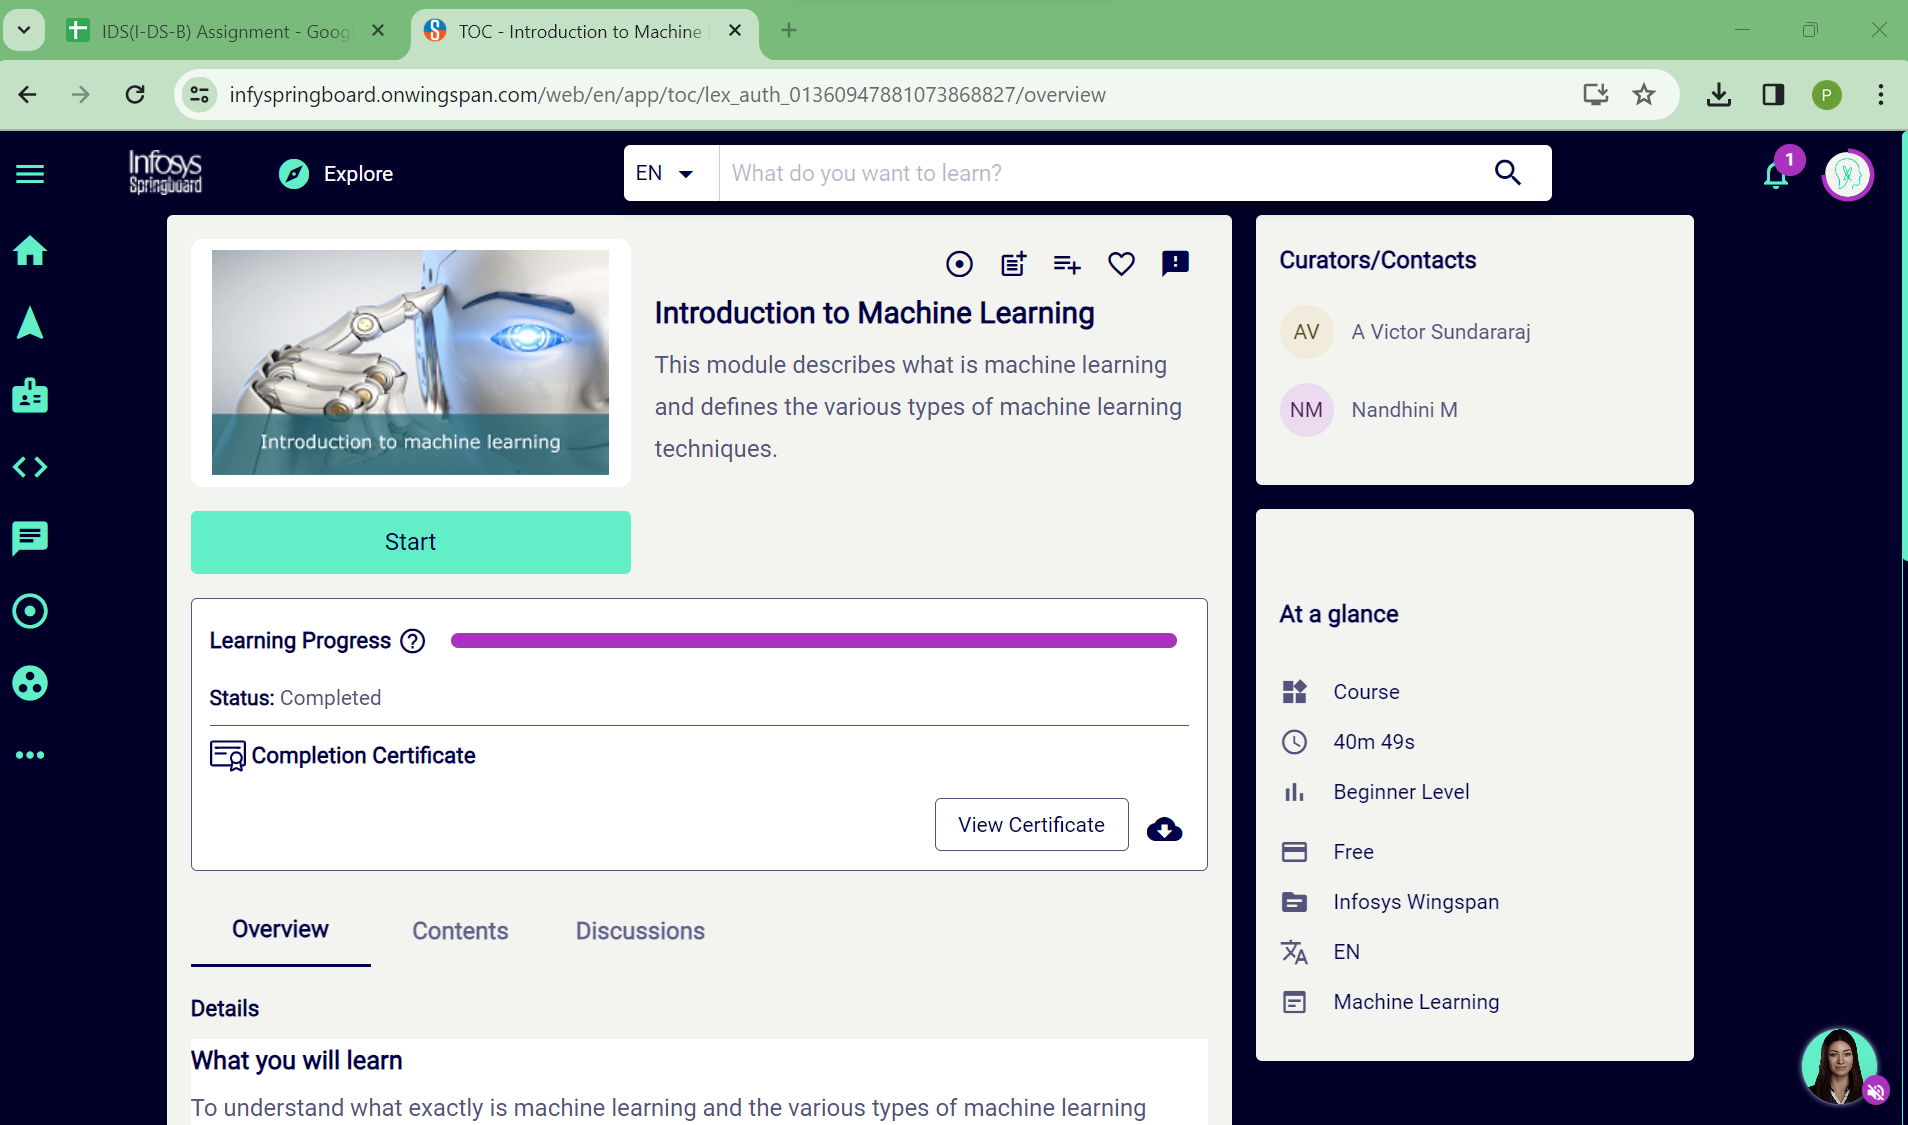 IDS(I-DS-B) Assignment - Goog
TOC - Introduction to Machine
infyspringboard.onwingspan.com/web/en/app/toc/lex_auth_01360947881073868827/overview
P
Infosys
Springboard
Explore
EN
What do you want to learn?
1
Introduction to machine learning
Introduction to Machine Learning
This module describes what is machine learning
and defines the various types of machine learning
techniques.
Start
Learning Progress
Status: Completed
Completion Certificate
View Certificate
Overview
Contents
Discussions
Details
What you will learn
To understand what exactly is machine learning and the various types of machine learning
Curators/Contacts
AV
A Victor Sundararaj
NM
Nandhini M
At a glance
Course
40m 49s
Beginner Level
Free
Infosys Wingspan
EN
Machine Learning